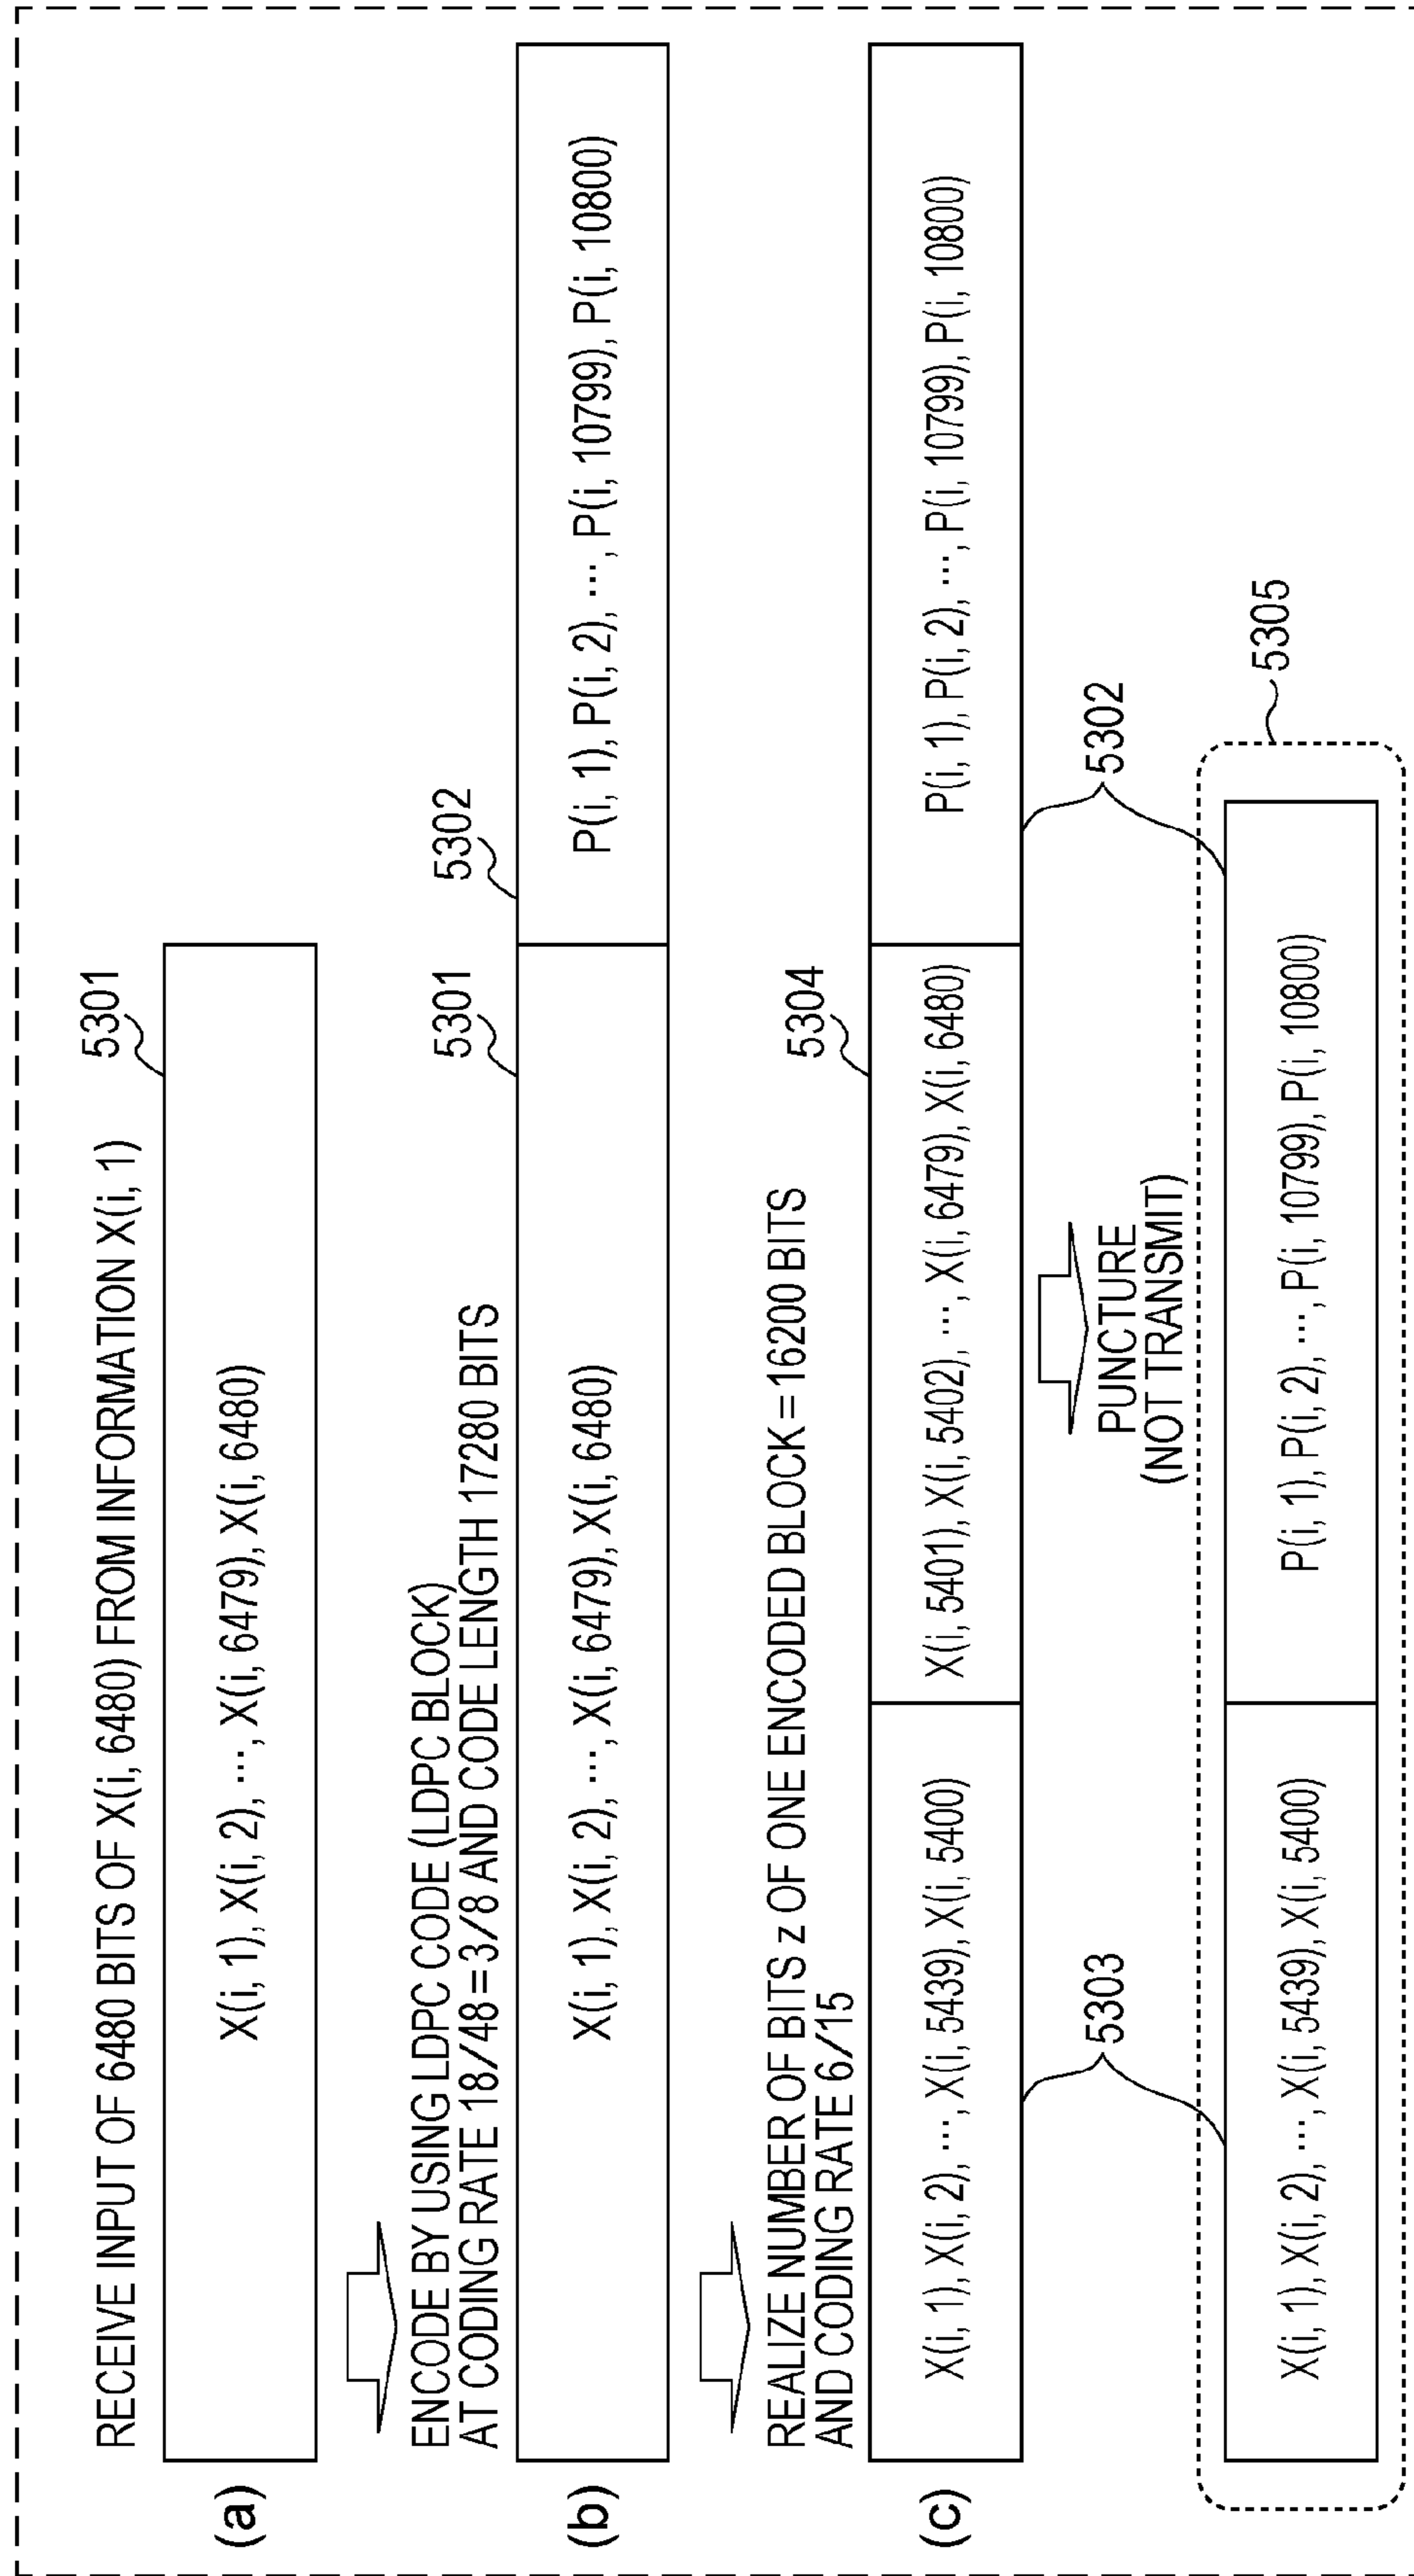 RECEIVE INPUT OF 6480 BITS OF X(i, 6480) FROM INFORMATION X(i, 1)
5301
(a)
X(i, 1), X(i, 2), ···, X(i, 6479), X(i, 6480)
ENCODE BY USING LDPC CODE (LDPC BLOCK)
AT CODING RATE 18/48 = 3/8 AND CODE LENGTH 17280 BITS
5301
5302
(b)
X(i, 1), X(i, 2), ···, X(i, 6479), X(i, 6480)
P(i, 1), P(i, 2), ···, P(i, 10799), P(i, 10800)
REALIZE NUMBER OF BITS z OF ONE ENCODED BLOCK = 16200 BITS
AND CODING RATE 6/15
5304
(c)
X(i, 1), X(i, 2), ···, X(i, 5439), X(i, 5400)
X(i, 5401), X(i, 5402), ···, X(i, 6479), X(i, 6480)
P(i, 1), P(i, 2), ···, P(i, 10799), P(i, 10800)
5303
PUNCTURE
(NOT TRANSMIT)
5302
5305
X(i, 1), X(i, 2), ···, X(i, 5439), X(i, 5400)
P(i, 1), P(i, 2), ···, P(i, 10799), P(i, 10800)